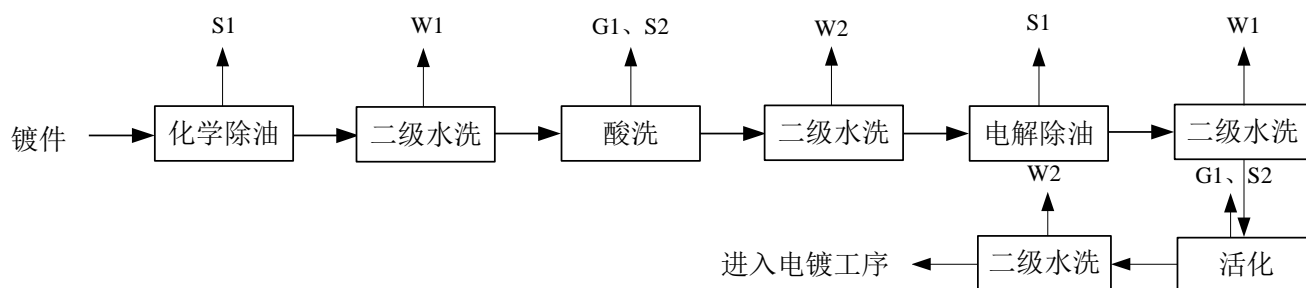 S1 W1 G1、S2 W2 S1 W1
镀件 化学除油 二级水洗 酸洗 二级水洗 电解除油 二级水洗
W2 G1、S2
进入电镀工序 二级水洗 活化